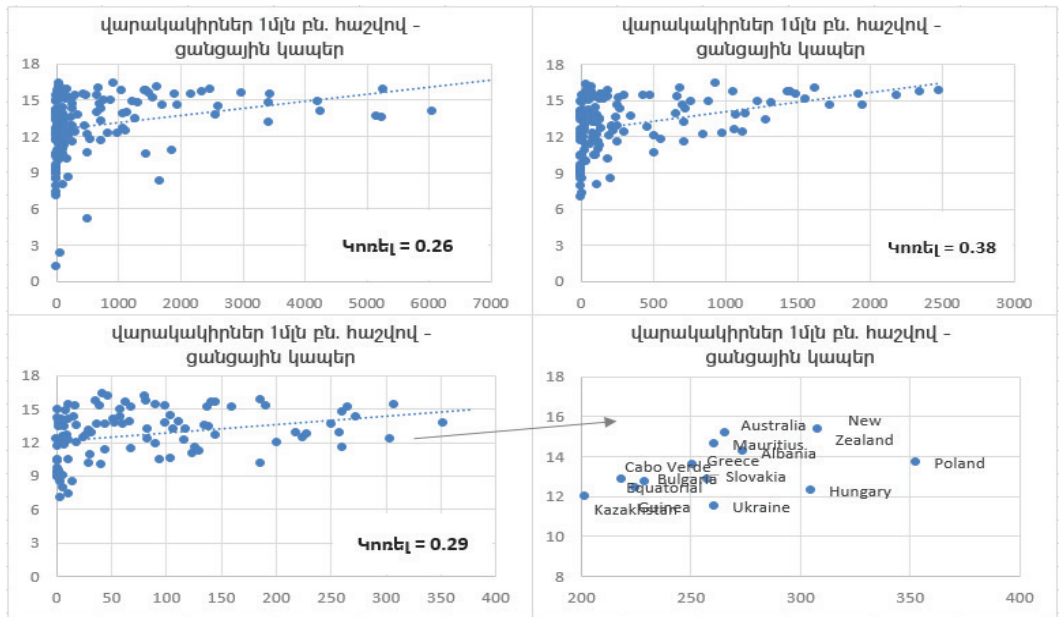 վարակակիրներ 1մլն բն. հաշվով -
ցանցային կապեր
18
15
12
9
6
3
0
0 1000 2000 3000 4000 5000 6000 7000
Կոռել = 0.26
վարակակիրներ 1մլն բն. հաշվով -
ցանցային կապեր
18
15
12
9
6
3
0
0 500 1000 1500 2000 2500 3000
Կոռել = 0.38
վարակակիրներ 1մլն բն. հաշվով -
ցանցային կապեր
18
15
12
9
6
3
0
0 50 100 150 200 250 300 350 400
Կոռել = 0.29
վարակակիրներ 1մլն բն. հաշվով -
ցանցային կապեր
18
16
14
12
10
8
200 250 300 350 400
Australia
New
Zealand
Mauritius
Albania
Greece
Poland
Cabo Verde
Bulgaria
Slovakia
Equatorial
Guinea
Hungary
Kazakhstan
Ukraine